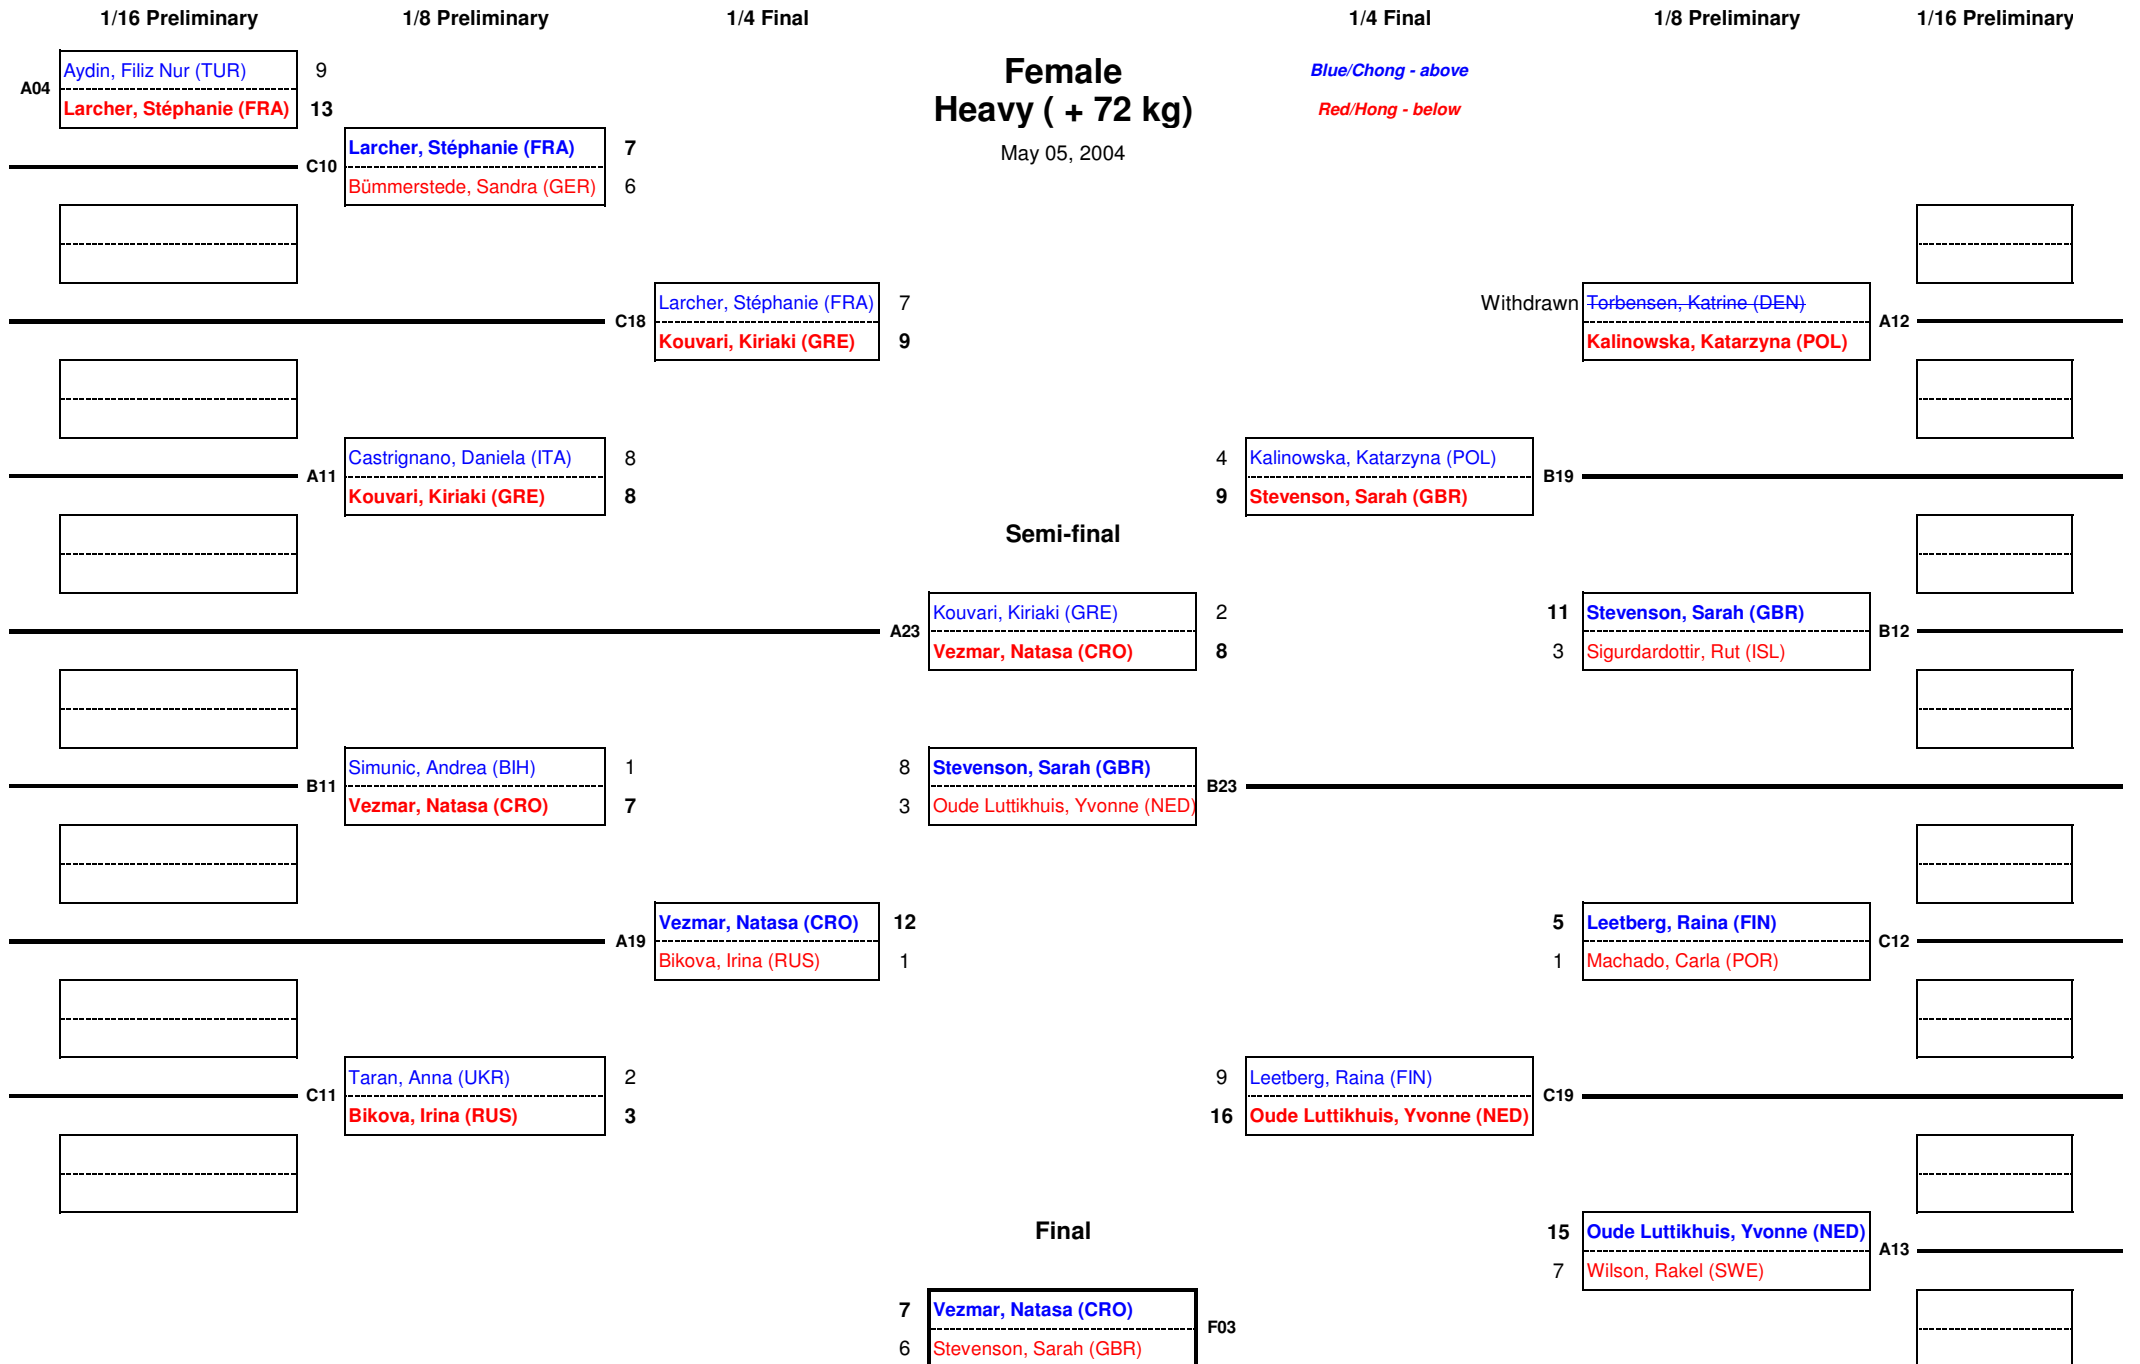 1/16 Preliminary 1/8 Preliminary 1/4 Final 1/4 Final 1/8 Preliminary 1/16 Preliminary
Aydin, Filiz Nur (TUR) 9 Female Blue/Chong - above
A04
Larcher, Stéphanie (FRA) 13 Heavy ( + 72 kg) Red/Hong - below
Larcher, Stéphanie (FRA) 7 May 05, 2004
C10
Bümmerstede, Sandra (GER) 6
Larcher, Stéphanie (FRA) 7 Withdrawn Torbensen, Katrine (DEN)
C18 A12
Kouvari, Kiriaki (GRE) 9 Kalinowska, Katarzyna (POL)
Castrignano, Daniela (ITA) 8 4 Kalinowska, Katarzyna (POL)
A11 B19
Kouvari, Kiriaki (GRE) 8 9 Stevenson, Sarah (GBR)
Semi-final
Kouvari, Kiriaki (GRE) 2 11 Stevenson, Sarah (GBR)
A23 B12
Vezmar, Natasa (CRO) 8 3 Sigurdardottir, Rut (ISL)
Simunic, Andrea (BIH) 1 8 Stevenson, Sarah (GBR)
B11 B23
Vezmar, Natasa (CRO) 7 3 Oude Luttikhuis, Yvonne (NED)
Vezmar, Natasa (CRO) 12 5 Leetberg, Raina (FIN)
A19 C12
Bikova, Irina (RUS) 1 1 Machado, Carla (POR)
Taran, Anna (UKR) 2 9 Leetberg, Raina (FIN)
C11 C19
Bikova, Irina (RUS) 3 16 Oude Luttikhuis, Yvonne (NED)
Final 15 Oude Luttikhuis, Yvonne (NED)
A13
7 Wilson, Rakel (SWE)
7 Vezmar, Natasa (CRO)
F03
6 Stevenson, Sarah (GBR)